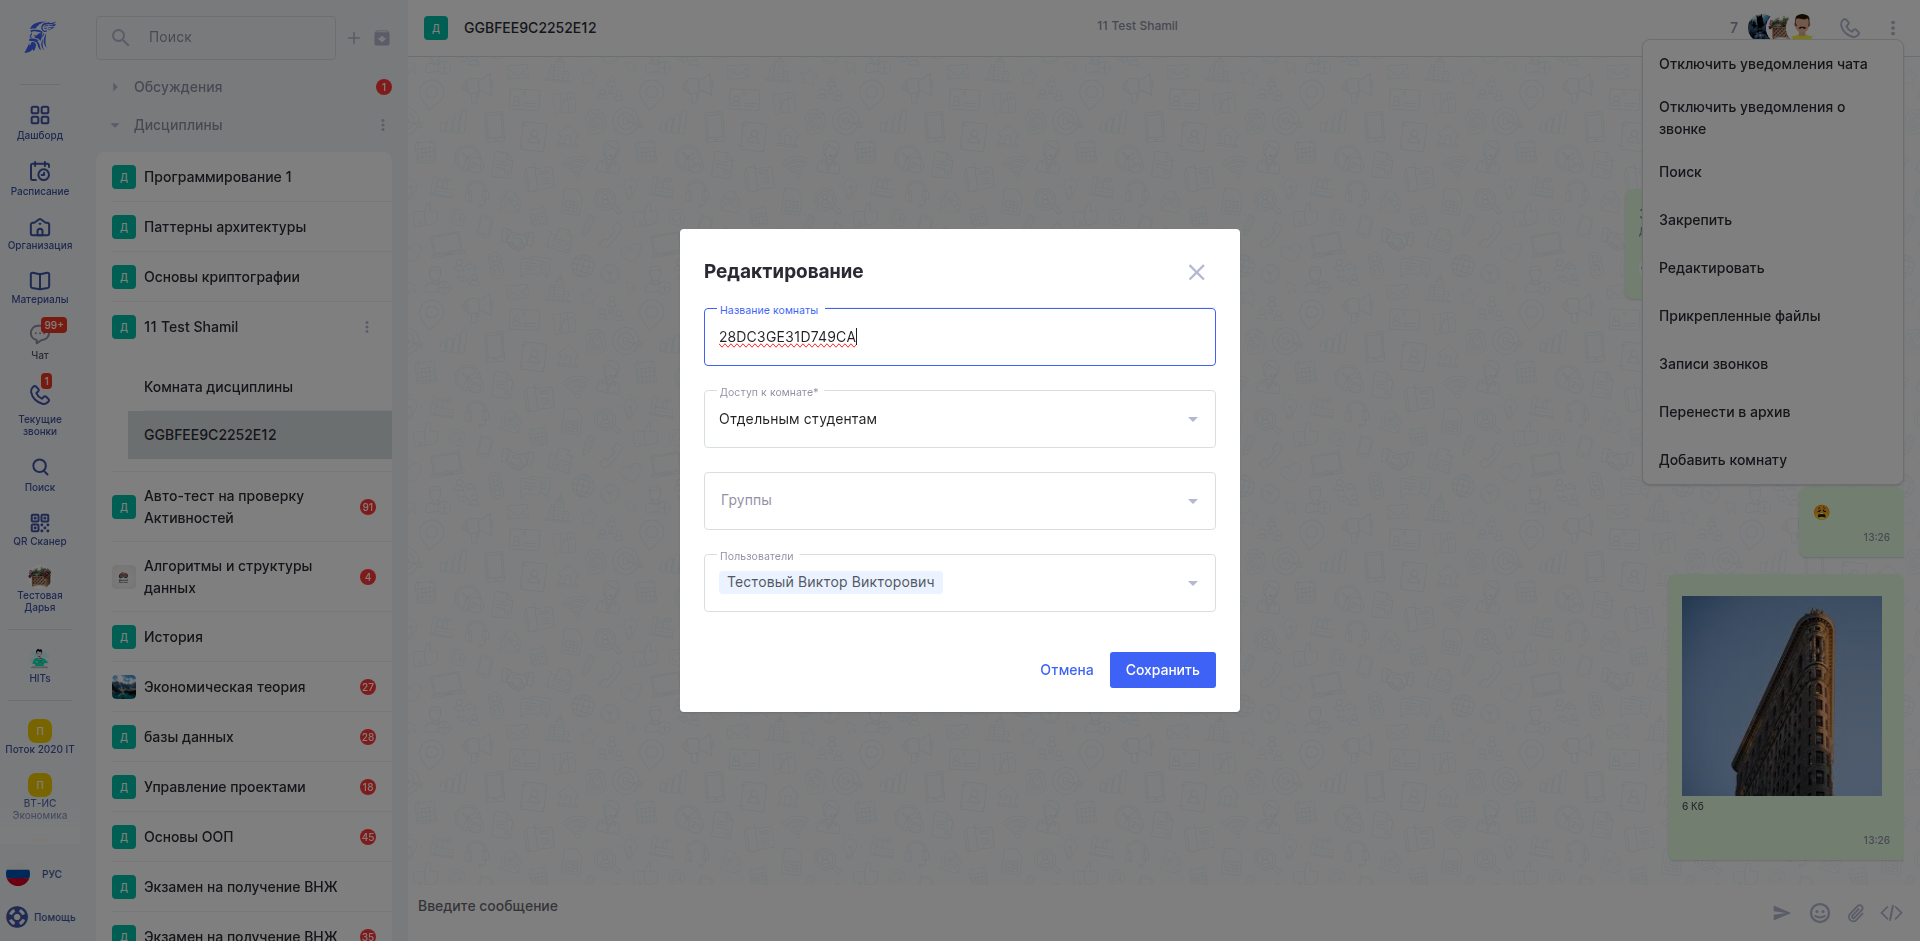 Поиск
Обсуждения
1
Дисциплины
Дашборд
Расписание
Организация
Материалы
99+
Чат
1
Текущие
звонки
Поиск
QR Сканер
Тестовая
Дарья
HITs
П
Поток 2020 IT
П
ВТ-ИС
Экономика
РУС
Помощь
Д
Программирование 1
Д
Паттерны архитектуры
Д
Основы криптографии
Д
11 Test Shamil
Комната дисциплины
GGBFEE9C2252E12
Д
Авто-тест на проверку
Активностей
91
Алгоритмы и структуры
данных
4
Д
История
Экономическая теория
27
Д
базы данных
28
Д
Управление проектами
18
Д
Основы ООП
45
Д
Экзамен на получение ВНЖ
Д
Экзамен на получение ВНЖ
35
Д
GGBFEE9C2252E12
11 Test Shamil
7
Отключить уведомления чата
Отключить уведомления о
звонке
Поиск
Закрепить
Редактировать
Прикрепленные файлы
Записи звонков
Перенести в архив
Добавить комнату
Редактирование
Название комнаты
28DC3GE31D749CA
Доступ к комнате*
Отдельным студентам
Группы
Пользователи
Тестовый Виктор Викторович
Отмена
Сохранить
13:26
6 Кб
13:26
Введите сообщение